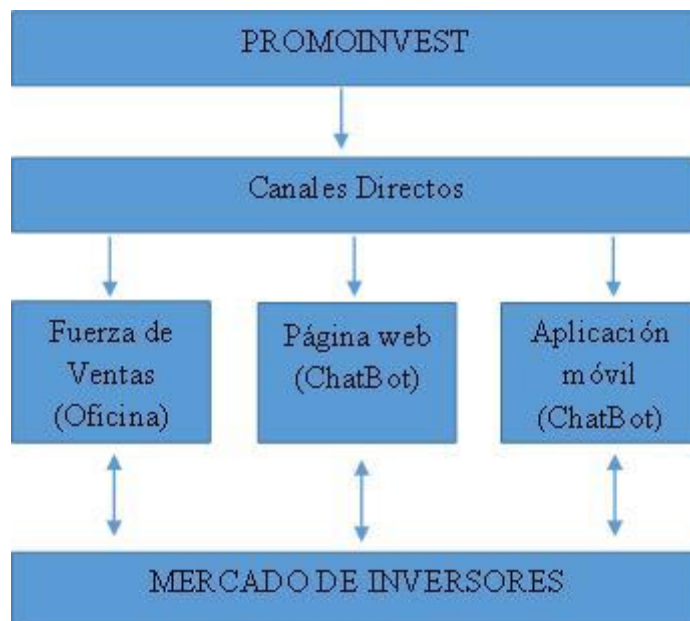 PROMOINVEST
Canales Directos
Fuerza de
Ventas
(Oficina)
Página web
(ChatBot)
Aplicación
móvil
(ChatBot)
MERCADO DE INVERSORES